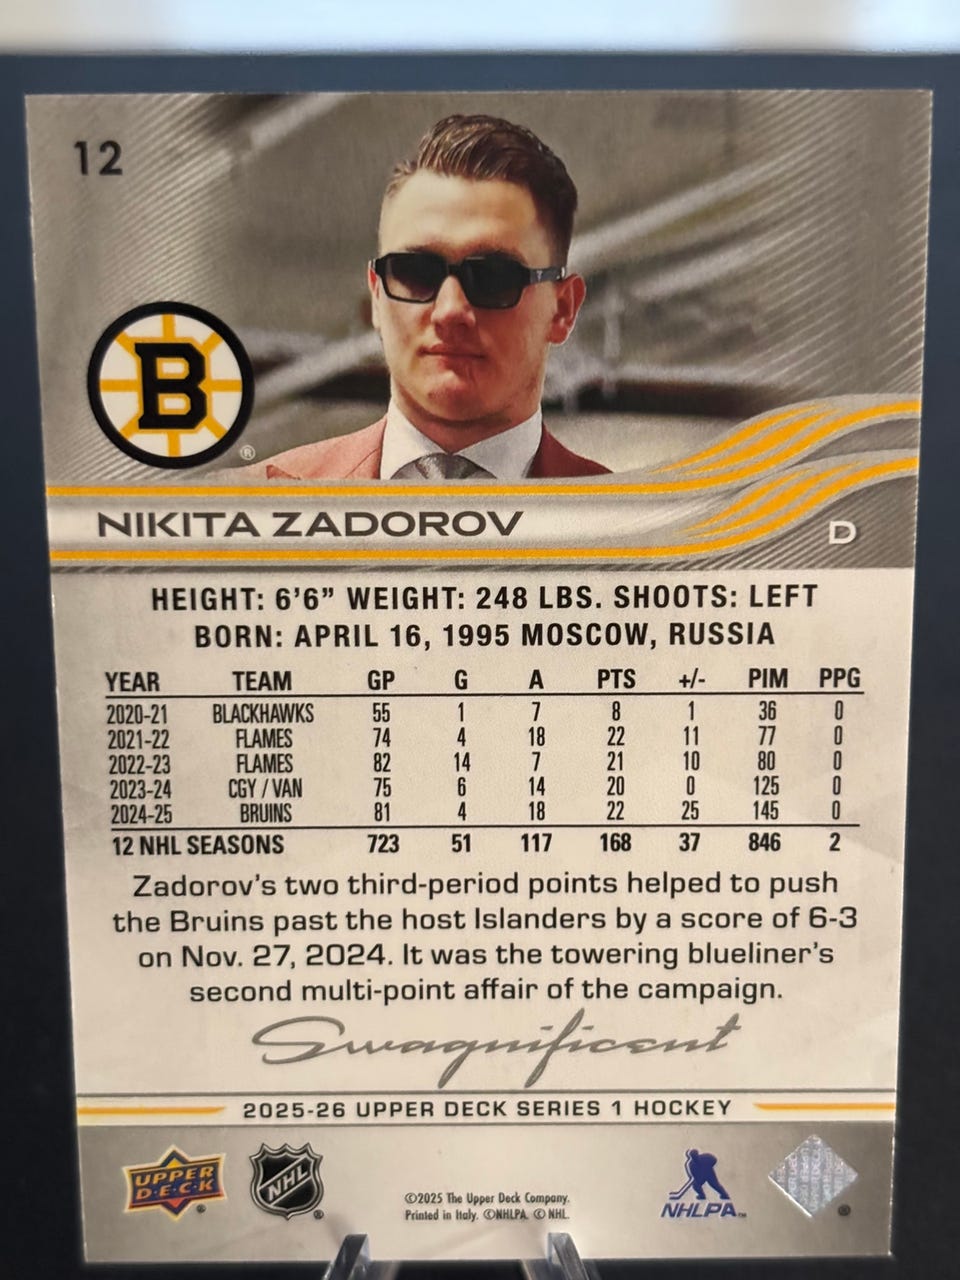 12
B
®
NIKITA ZADOROV
D
HEIGHT: 6'6" WEIGHT: 248 LBS. SHOOTS: LEFT
BORN: APRIL 16, 1995 MOSCOW, RUSSIA
YEAR TEAM GP G A PTS +/- PIM PPG
2020-21 BLACKHAWKS 55 1 7 8 1 36 0
2021-22 FLAMES 74 4 18 22 11 77 0
2022-23 FLAMES 82 14 7 21 10 80 0
2023-24 CGY / VAN 75 6 14 20 0 125 0
2024-25 BRUINS 81 4 18 22 25 145 0
12 NHL SEASONS 723 51 117 168 37 846 2
Zadorov's two third-period points helped to push
the Bruins past the host Islanders by a score of 6-3
on Nov. 27, 2024. It was the towering blueliner's
second multi-point affair of the campaign.
Swagnificent
2025-26 UPPER DECK SERIES 1 HOCKEY
UPPER
D·E·C·K
®
NHL
®
©2025 The Upper Deck Company.
Printed in Italy. ©NHLPA. © NHL.
NHLPA™
®